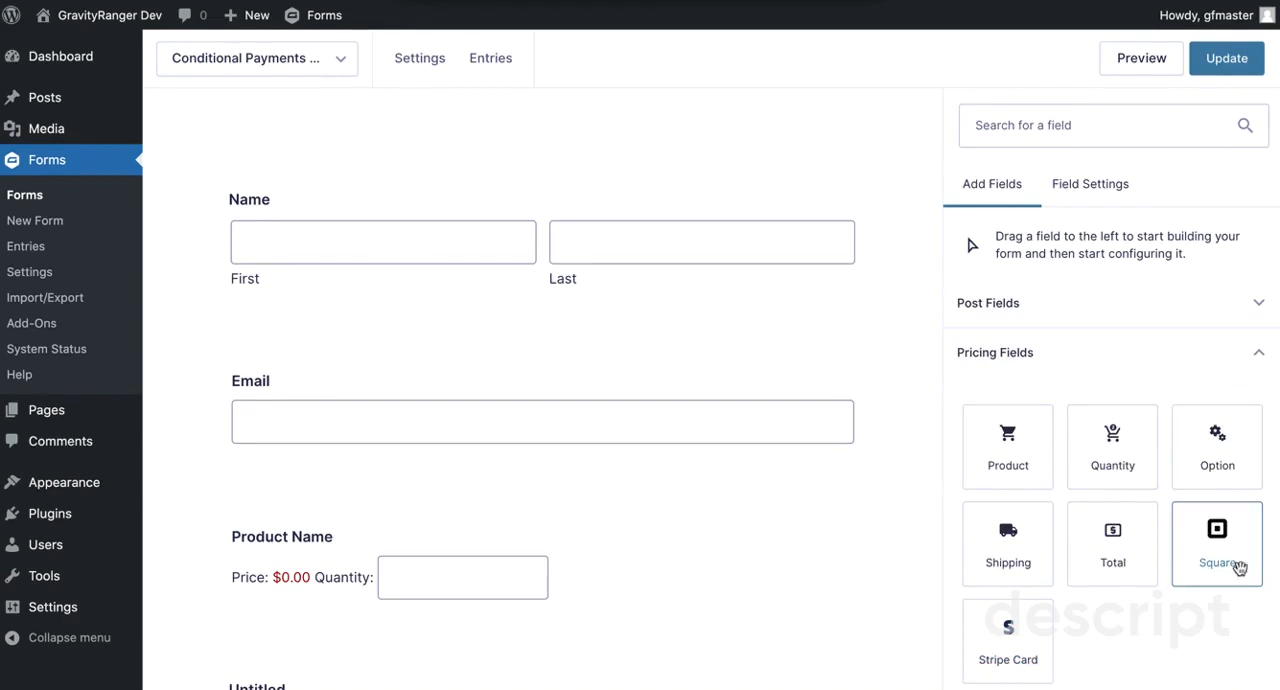 GravityRanger Dev
0
New
Forms
Howdy, gfmaster
Dashboard
Posts
Media
Forms
Forms
New Form
Entries
Settings
Import/Export
Add-Ons
System Status
Help
Pages
Comments
Appearance
Plugins
Users
Tools
Settings
Collapse menu
Conditional Payments ...
Settings
Entries
Preview
Update
Name
First
Last
Email
Product Name
Price: $0.00 Quantity:
Untitled
Search for a field
Add Fields
Field Settings
Drag a field to the left to start building your
form and then start configuring it.
Post Fields
Pricing Fields
Product
Quantity
Option
Shipping
Total
Square
Stripe Card
descript